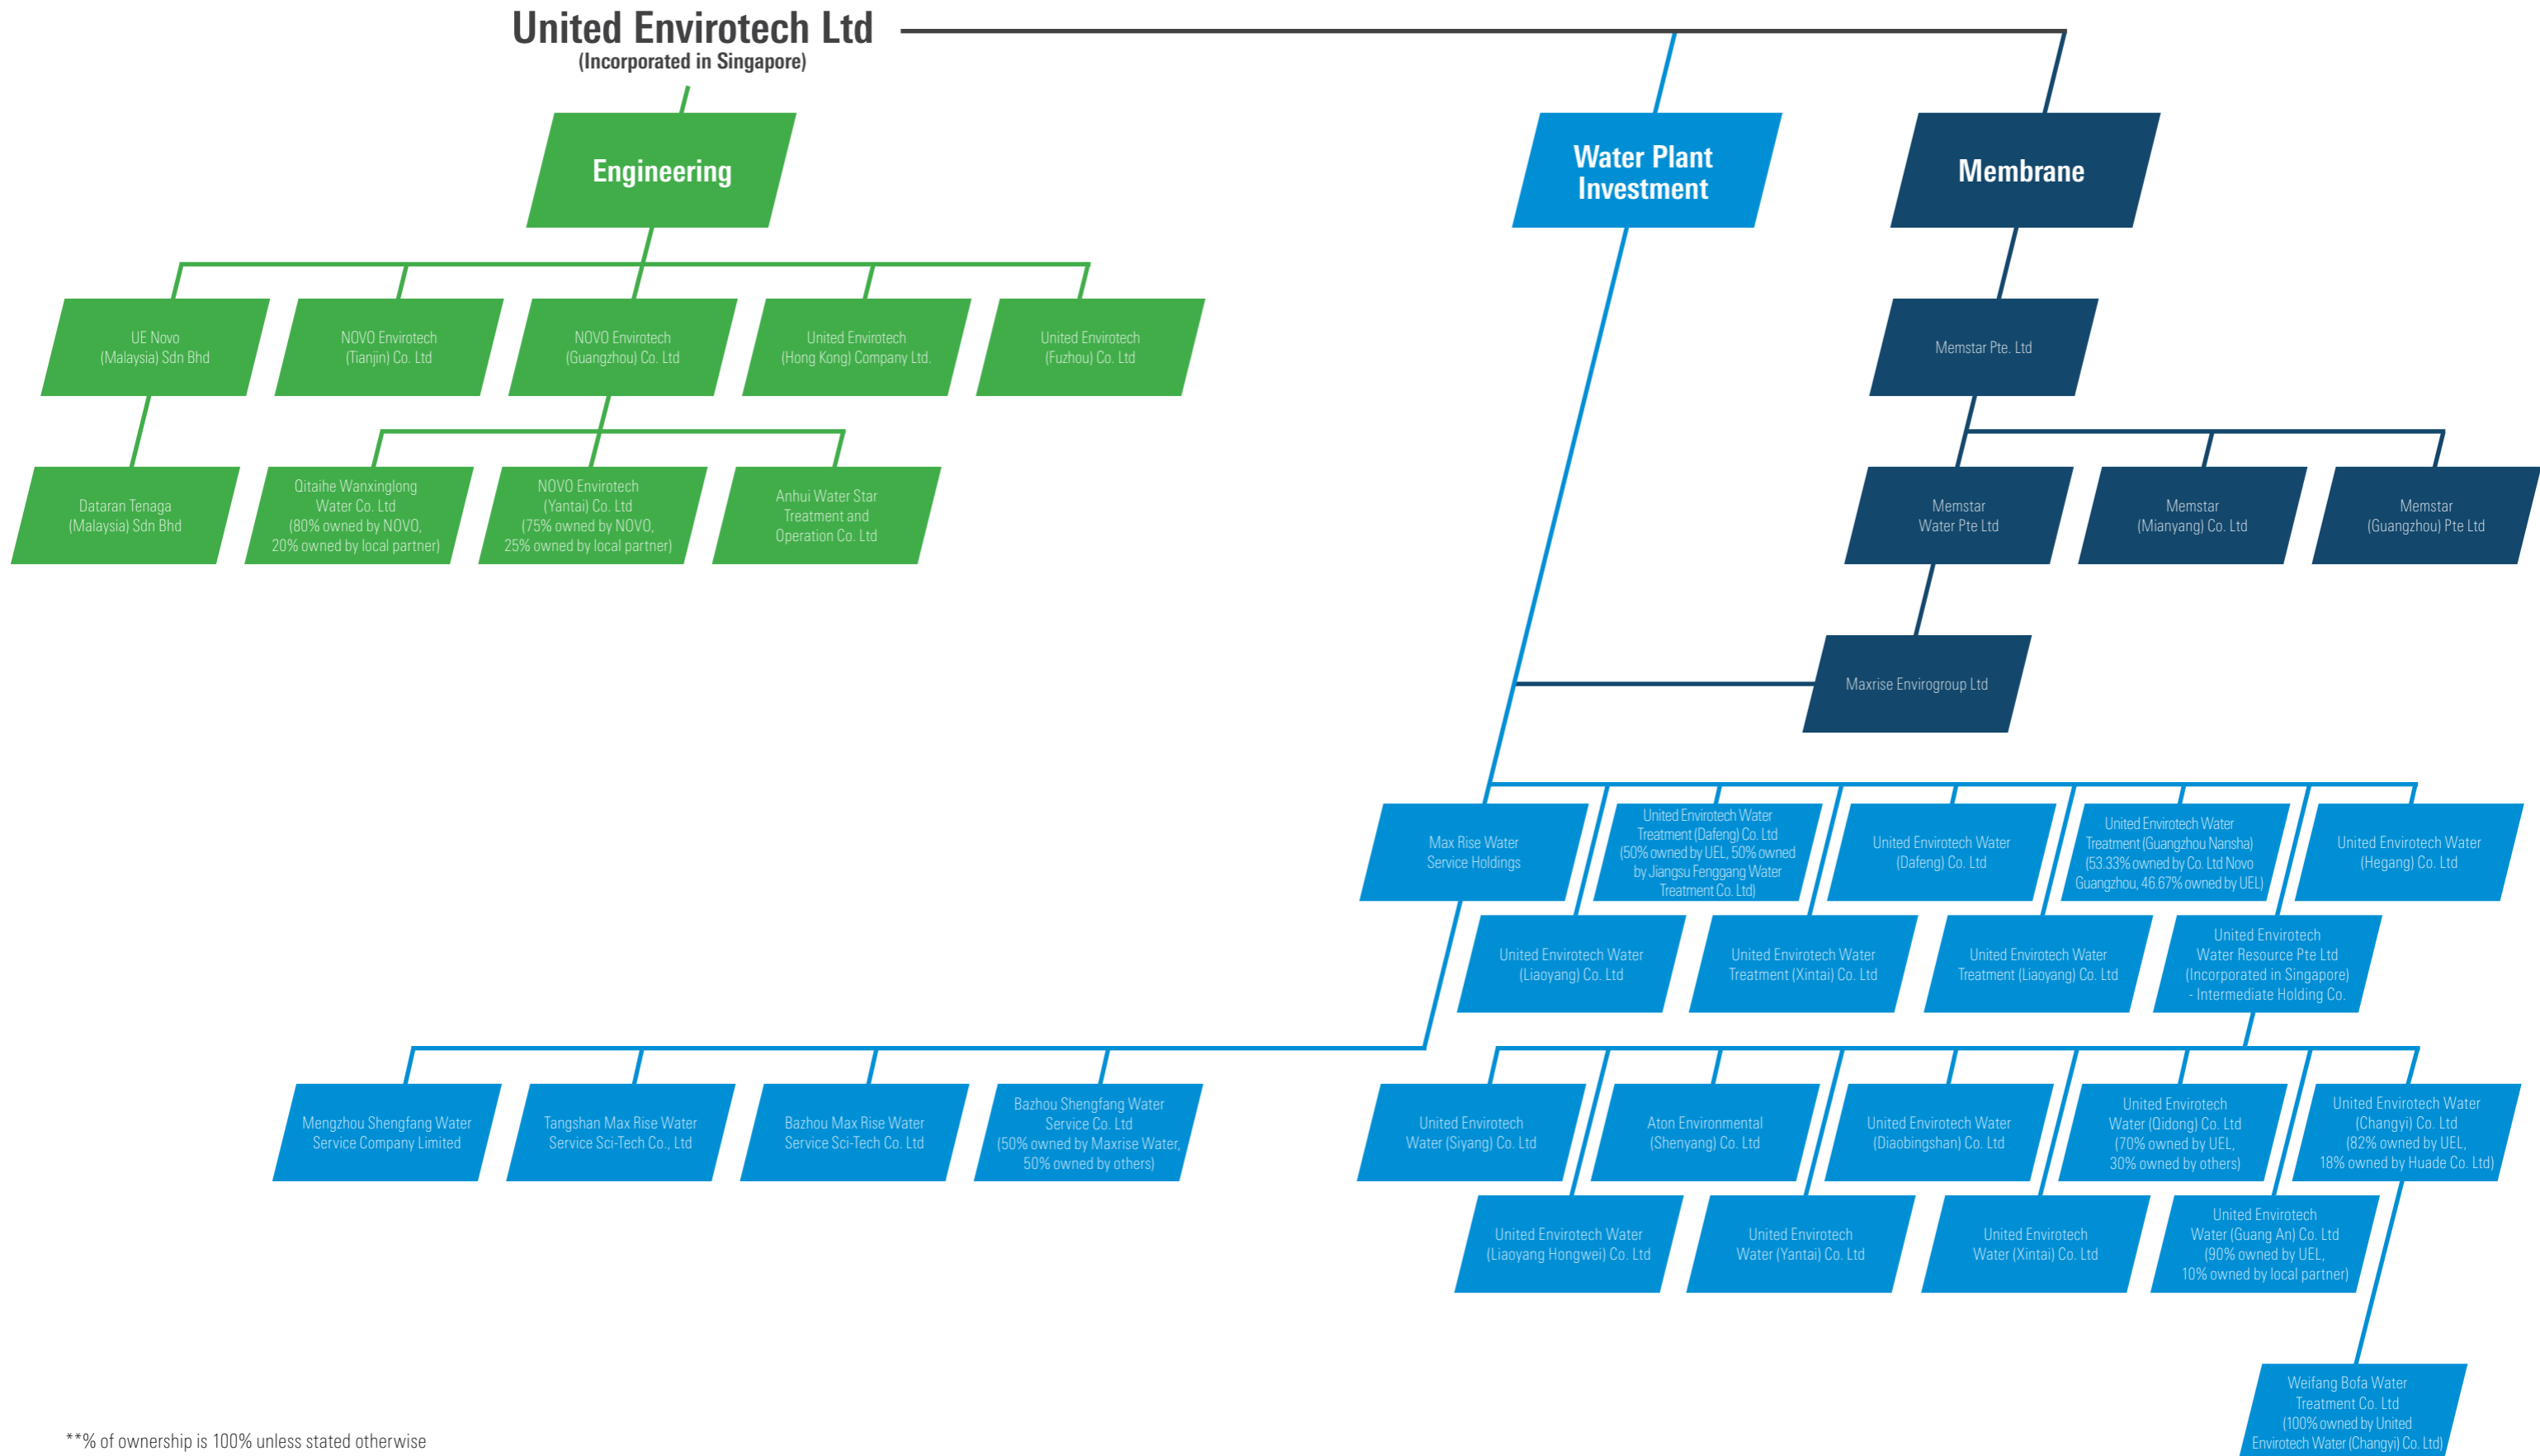 United Envirotech Ltd
(Incorporated in Singapore)
Engineering
Water Plant
Investment
Membrane
UE Novo
(Malaysia) Sdn Bhd
NOVO Envirotech
(Tianjin) Co. Ltd
NOVO Envirotech
(Guangzhou) Co. Ltd
United Envirotech
(Hong Kong) Company Ltd.
United Envirotech
(Fuzhou) Co. Ltd
Memstar Pte. Ltd
Dataran Tenaga
(Malaysia) Sdn Bhd
Qitaihe Wanxinglong
Water Co. Ltd
(80% owned by NOVO,
20% owned by local partner)
NOVO Envirotech
(Yantai) Co. Ltd
(75% owned by NOVO,
25% owned by local partner)
Anhui Water Star
Treatment and
Operation Co. Ltd
Memstar
Water Pte Ltd
Memstar
(Mianyang) Co. Ltd
Memstar
(Guangzhou) Pte Ltd
Maxrise Envirogroup Ltd
Max Rise Water
Service Holdings
United Envirotech Water
Treatment (Dafeng) Co. Ltd
(50% owned by UEL, 50% owned
by Jiangsu Fenggang Water
Treatment Co. Ltd)
United Envirotech Water
(Dafeng) Co. Ltd
United Envirotech Water
Treatment (Guangzhou Nansha)
(53.33% owned by Co. Ltd Novo
Guangzhou, 46.67% owned by UEL)
United Envirotech Water
(Hegang) Co. Ltd
United Envirotech Water
(Liaoyang) Co. Ltd
United Envirotech Water
Treatment (Xintai) Co. Ltd
United Envirotech Water
Treatment (Liaoyang) Co. Ltd
United Envirotech
Water Resource Pte Ltd
(Incorporated in Singapore)
- Intermediate Holding Co.
Mengzhou Shengfang Water
Service Company Limited
Tangshan Max Rise Water
Service Sci-Tech Co., Ltd
Bazhou Max Rise Water
Service Sci-Tech Co. Ltd
Bazhou Shengfang Water
Service Co. Ltd
(50% owned by Maxrise Water,
50% owned by others)
United Envirotech
Water (Siyang) Co. Ltd
Aton Environmental
(Shenyang) Co. Ltd
United Envirotech Water
(Diaobingshan) Co. Ltd
United Envirotech
Water (Qidong) Co. Ltd
(70% owned by UEL,
30% owned by others)
United Envirotech Water
(Changyi) Co. Ltd
(82% owned by UEL,
18% owned by Huade Co. Ltd)
United Envirotech Water
(Liaoyang Hongwei) Co. Ltd
United Envirotech
Water (Yantai) Co. Ltd
United Envirotech
Water (Xintai) Co. Ltd
United Envirotech
Water (Guang An) Co. Ltd
(90% owned by UEL,
10% owned by local partner)
Weifang Bofa Water
Treatment Co. Ltd
(100% owned by United
Envirotech Water (Changyi) Co. Ltd)
**% of ownership is 100% unless stated otherwise